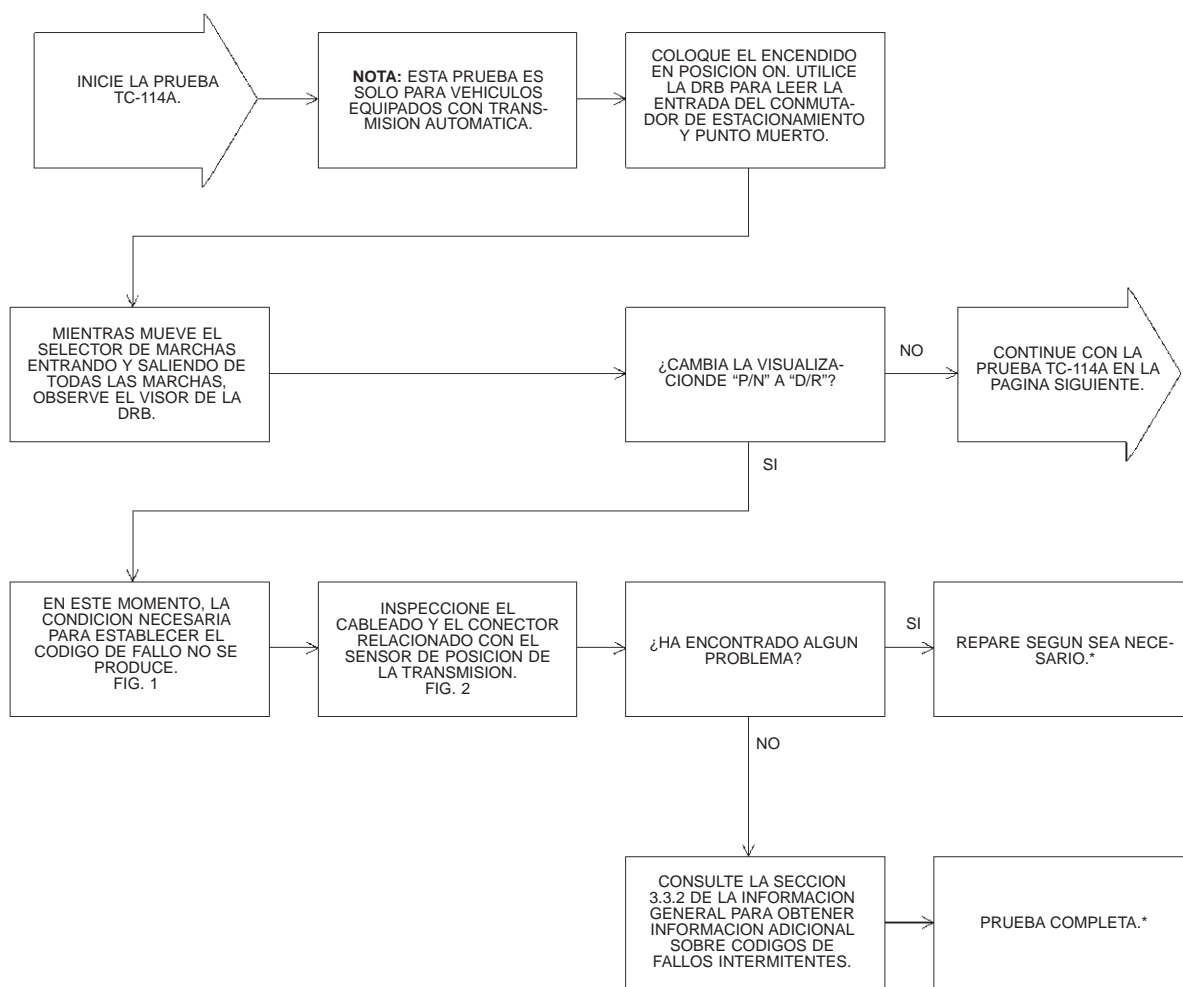 INICIE LA PRUEBA
TC-114A.
NOTA: ESTA PRUEBA ES
SOLO PARA VEHICULOS
EQUIPADOS CON TRANS-
MISION AUTOMATICA.
COLOQUE EL ENCENDIDO
EN POSICION ON. UTILICE
LA DRB PARA LEER LA
ENTRADA DEL CONMUTA-
DOR DE ESTACIONAMIENTO
Y PUNTO MUERTO.
MIENTRAS MUEVE EL
SELECTOR DE MARCHAS
ENTRANDO Y SALIENDO DE
TODAS LAS MARCHAS,
OBSERVE EL VISOR DE LA
DRB.
¿CAMBIA LA VISUALIZA-
CIONDE “P/N” A “D/R”?
NO
CONTINUE CON LA
PRUEBA TC-114A EN LA
PAGINA SIGUIENTE.
SI
EN ESTE MOMENTO, LA
CONDICION NECESARIA
PARA ESTABLECER EL
CODIGO DE FALLO NO SE
PRODUCE.
FIG. 1
INSPECCIONE EL
CABLEADO Y EL CONECTOR
RELACIONADO CON EL
SENSOR DE POSICION DE
LA TRANSMISION.
FIG. 2
¿HA ENCONTRADO ALGUN
PROBLEMA?
SI
REPARE SEGUN SEA NECE-
SARIO.*
NO
CONSULTE LA SECCION
3.3.2 DE LA INFORMACION
GENERAL PARA OBTENER
INFORMACION ADICIONAL
SOBRE CODIGOS DE
FALLOS INTERMITENTES.
PRUEBA COMPLETA.*